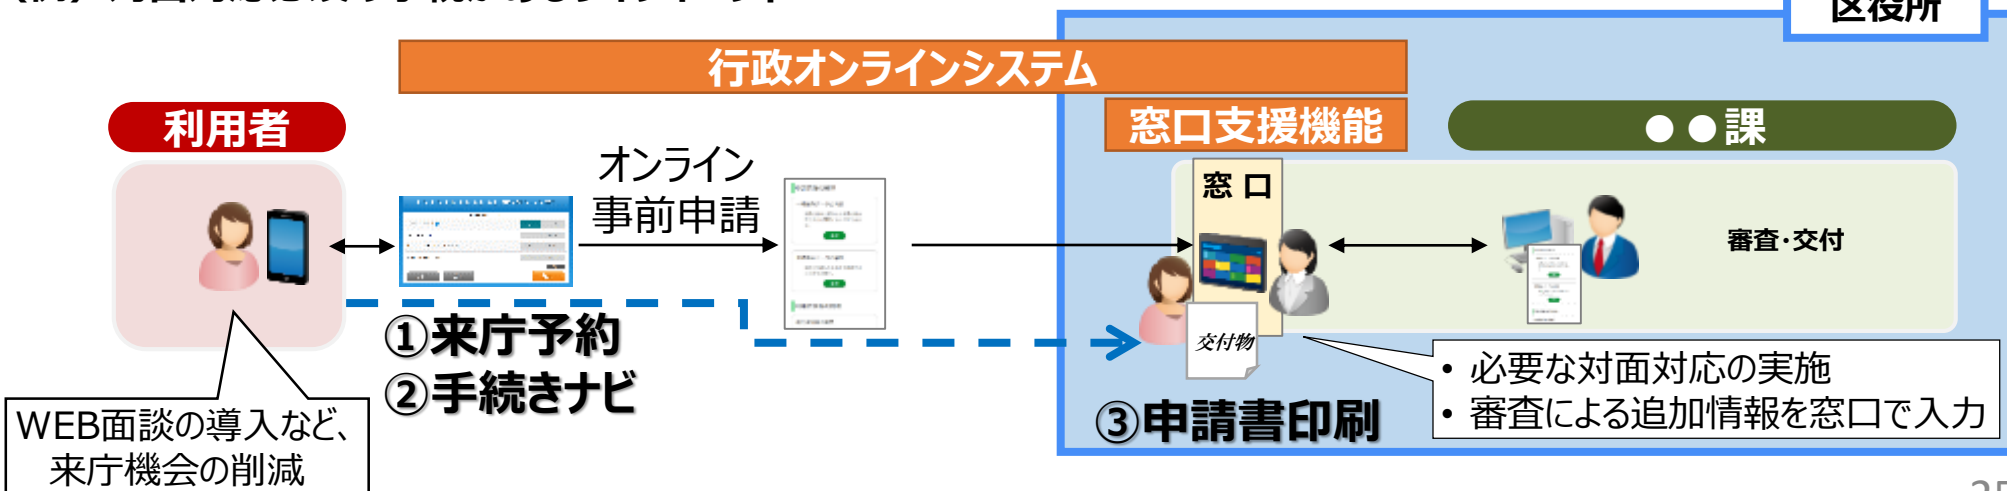 区役所
行政オンラインシステム
利用者
窓口支援機能
●●課
オンライン
事前申請
窓 口
審査・交付
①来庁予約
②手続きナビ
交付物
③申請書印刷
• 必要な対面対応の実施
• 審査による追加情報を窓口で入力
WEB面談の導入など、
来庁機会の削減